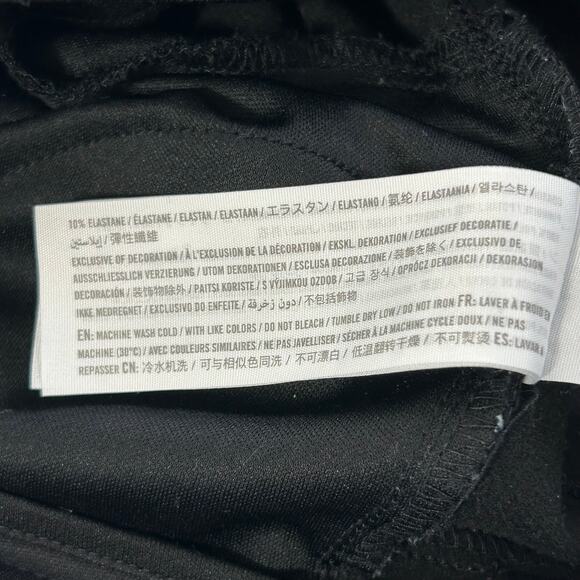 10% ELASTANE / ÉLASTANE / ELASTAN / ELASTAAN / エラスタン / ELASTANO / 氨纶 / ELASTAANIA / 엘라스탄 /
إيلاستين / 弹性纖维
EXCLUSIVE OF DECORATION / À L'EXCLUSION DE LA DÉCORATION / EKSKL. DEKORATION / EXCLUSIEF DECORATIE /
AUSSCHLIESSLICH VERZIERUNG / UTOM DEKORATIONEN / ESCLUSA DECORAZIONE / 装飾を除く / EXCLUSIVO DE
DECORACIÓN / 装饰物除外 / PAITSI KORISTE / S VÝJIMKOU OZDOB / 고급 장식 / OPRÓCZ DEKORACJI / DEKORASJON
IKKE MEDREGNET / EXCLUSIVO DO ENFEITE / دون زخرفة / 不包括飾物
EN: MACHINE WASH COLD / WITH LIKE COLORS / DO NOT BLEACH / TUMBLE DRY LOW / DO NOT IRON FR: LAVER À FROID EN
MACHINE (30°C) / AVEC COULEURS SIMILAIRES / NE PAS JAVELLISER / SÉCHER À LA MACHINE CYCLE DOUX / NE PAS
REPASSER CN: 冷水机洗 / 可与相似色同洗 / 不可漂白 / 低温翻转干燥 / 不可熨烫 ES: LAVAR A